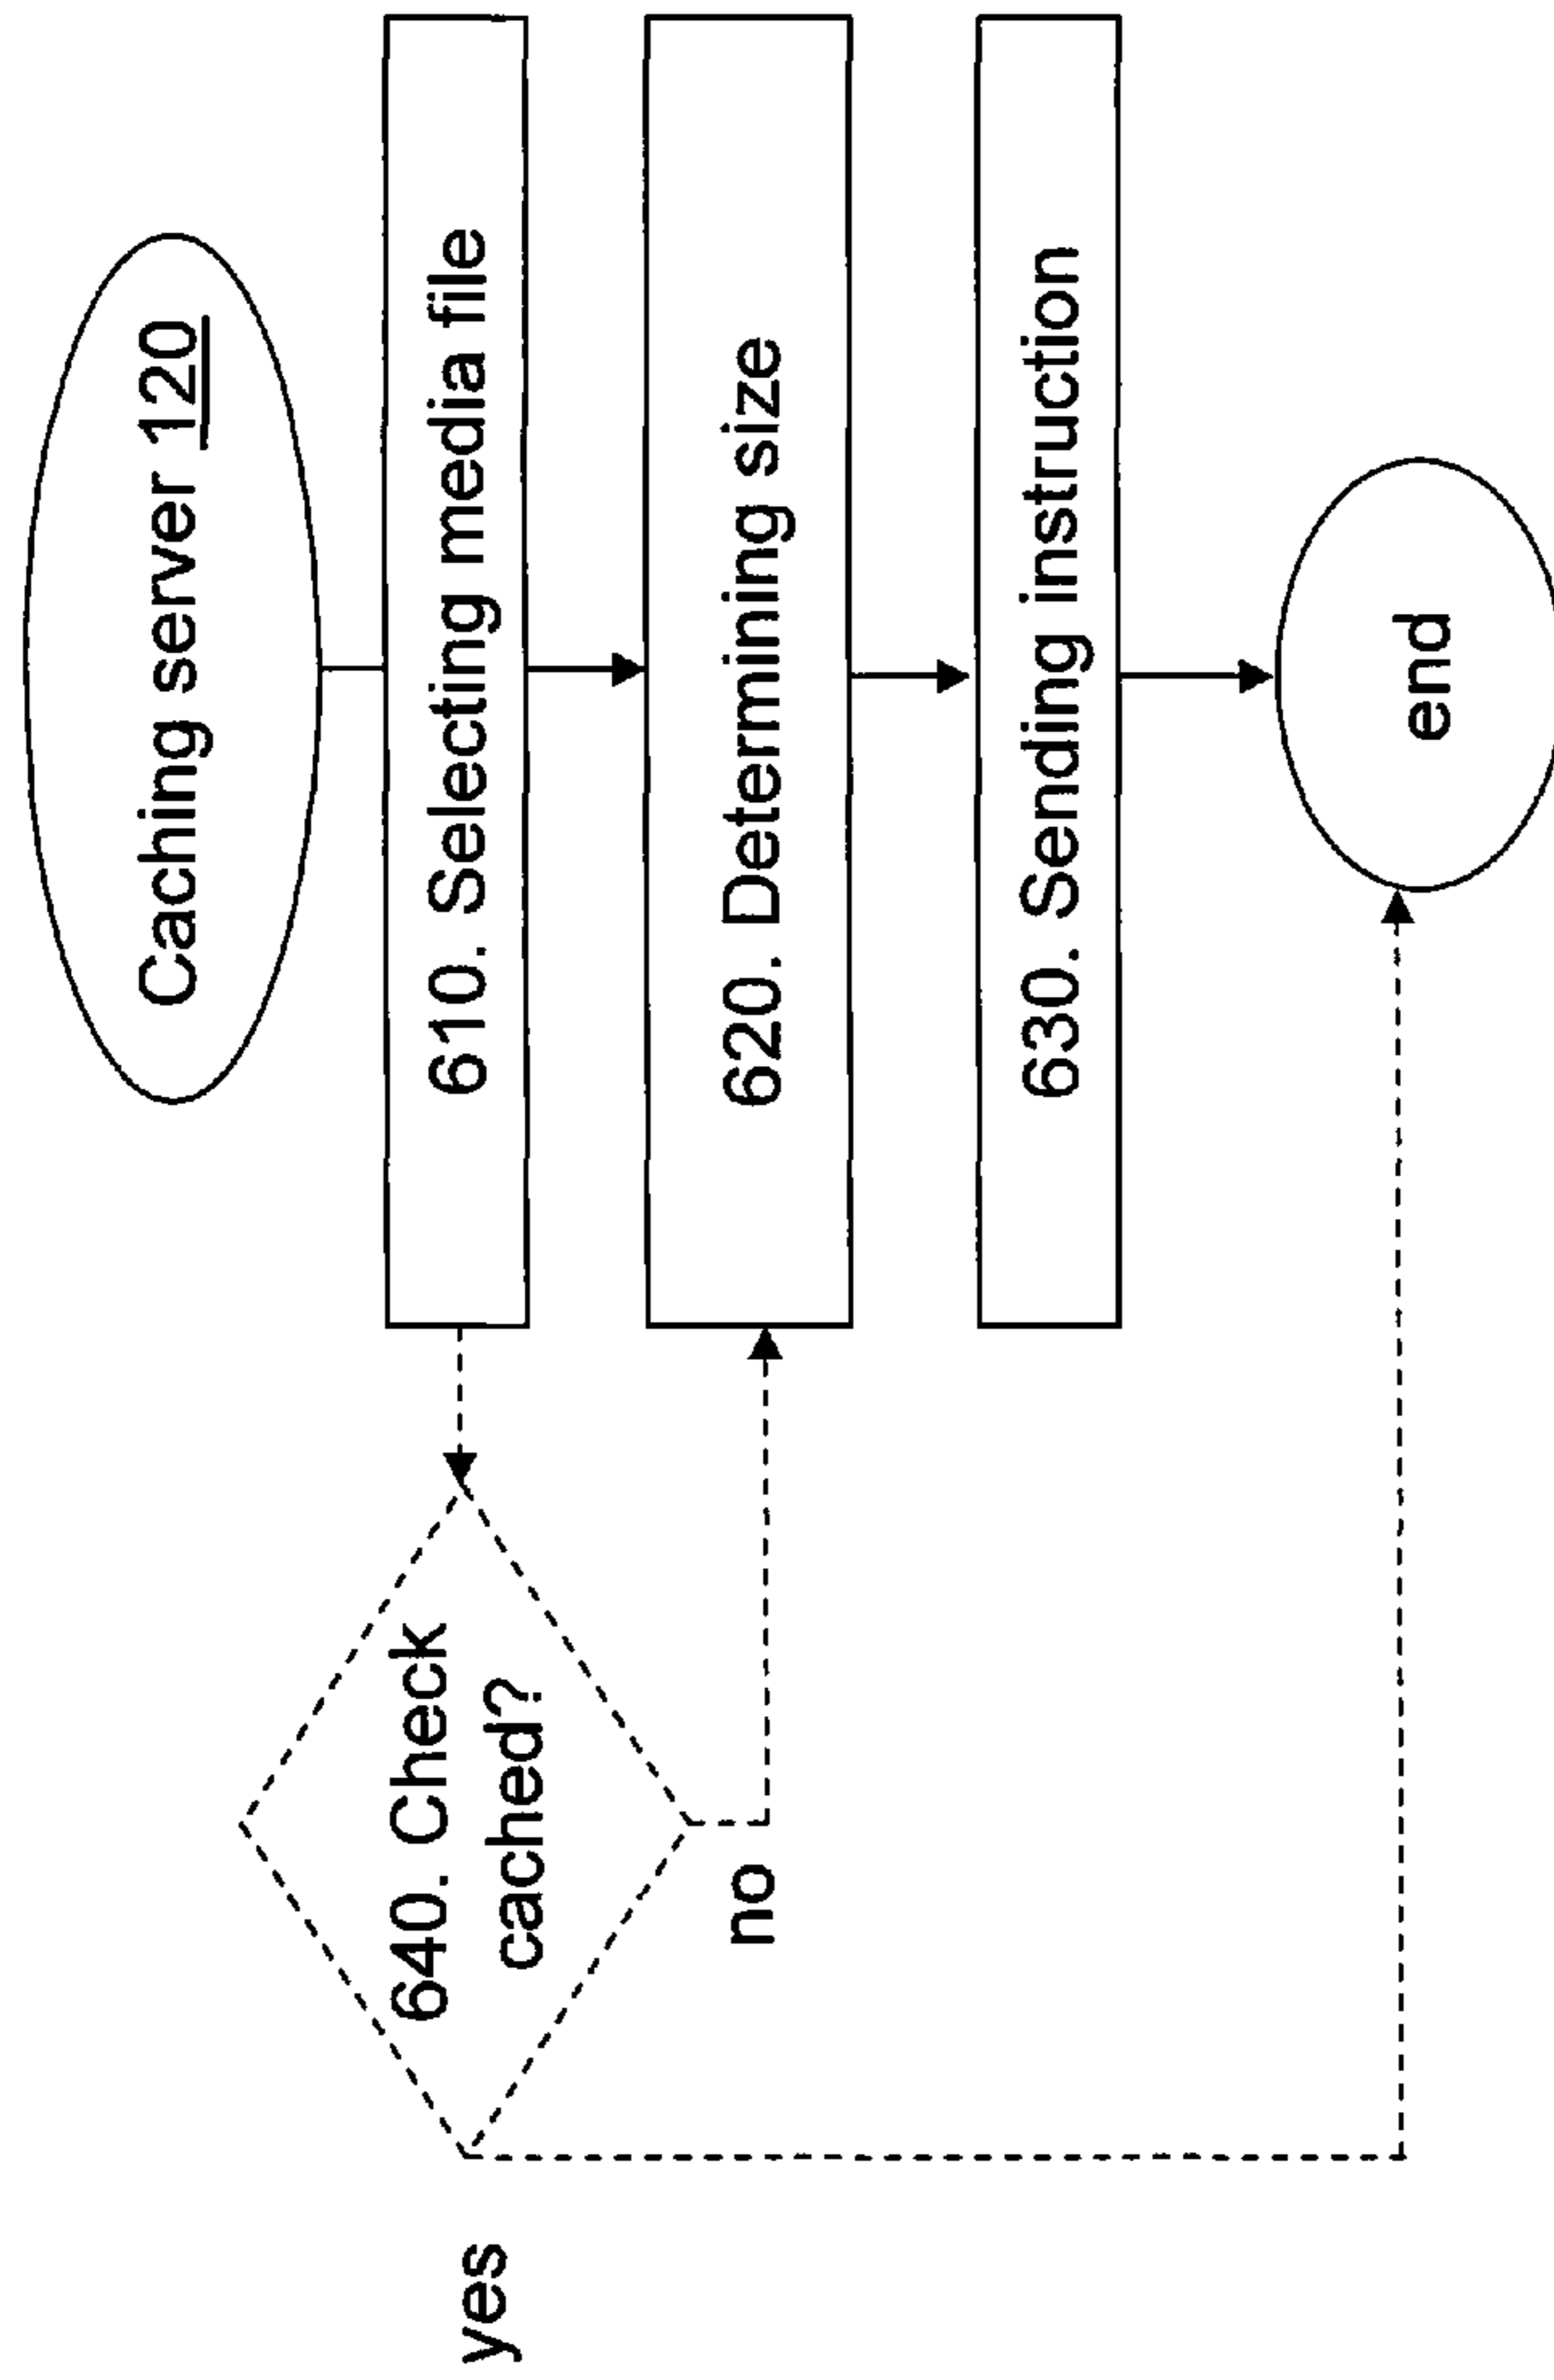 Caching server 120
610. Selecting media file
640. Check
cached?
yes
no
620. Determining size
630. Sending instruction
end